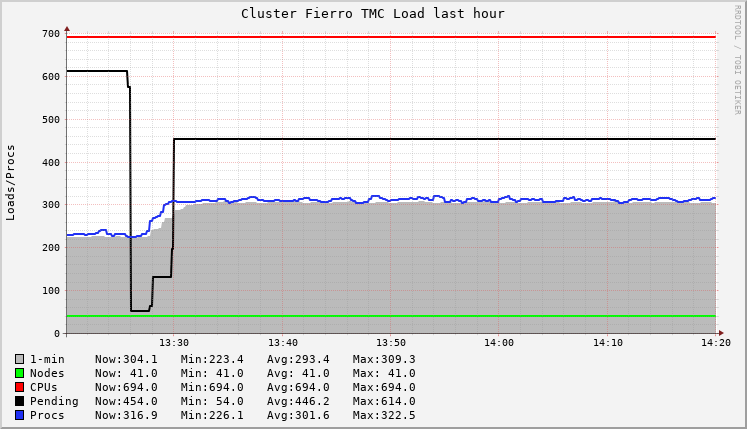 Cluster Fierro TMC Load last hour
RRDTOOL / TOBI OETIKER
Loads/Procs
700
600
500
400
300
200
100
0
13:30 13:40 13:50 14:00 14:10 14:20
1-min Now:304.1 Min:223.4 Avg:293.4 Max:309.3
Nodes Now: 41.0 Min: 41.0 Avg: 41.0 Max: 41.0
CPUs Now:694.0 Min:694.0 Avg:694.0 Max:694.0
Pending Now:454.0 Min: 54.0 Avg:446.2 Max:614.0
Procs Now:316.9 Min:226.1 Avg:301.6 Max:322.5